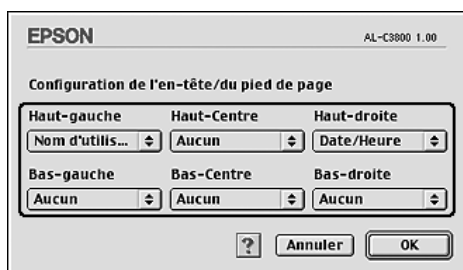 EPSON AL-C3800 1.00
Configuration de l'en-tête/du pied de page
Haut-gauche Haut-Centre Haut-droite
Nom d'utilis... Aucun Date/Heure
Bas-gauche Bas-Centre Bas-droite
Aucun Aucun Aucun
? Annuler OK